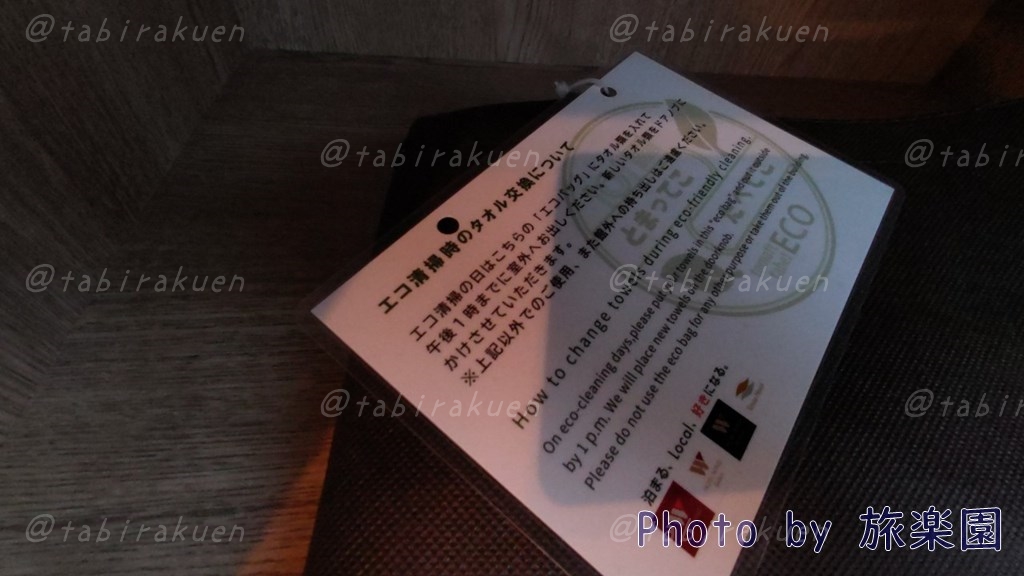 エコ清掃時のタオル交換について
エコ清掃の日はこちらの「エコバッグ」にタオル類を入れて
午後1時までに室外へお出しください。新しいタオル類をドアノブに
かけさせていただきます。
※上記以外でのご使用、また館外への持ち出しはご遠慮ください。
How to change towels during eco-friendly cleaning.
On eco-cleaning days,please put your towels in this "eco bag" and put it outside
by 1 p.m. We will place new towels on the doorknob.
Please do not use the eco bag for any other purpose or take them out of the building.
とまってこ
ECO
泊まる。Local。好きになる。
W
W
@tabirakuen
@tabirakuen
@tabirakuen
@tabirakuen
@tabirakuen
@tabirakuen
@tabirakuen
@tabirakuen
@tabirakuen
@tabirakuen
Photo by 旅楽園